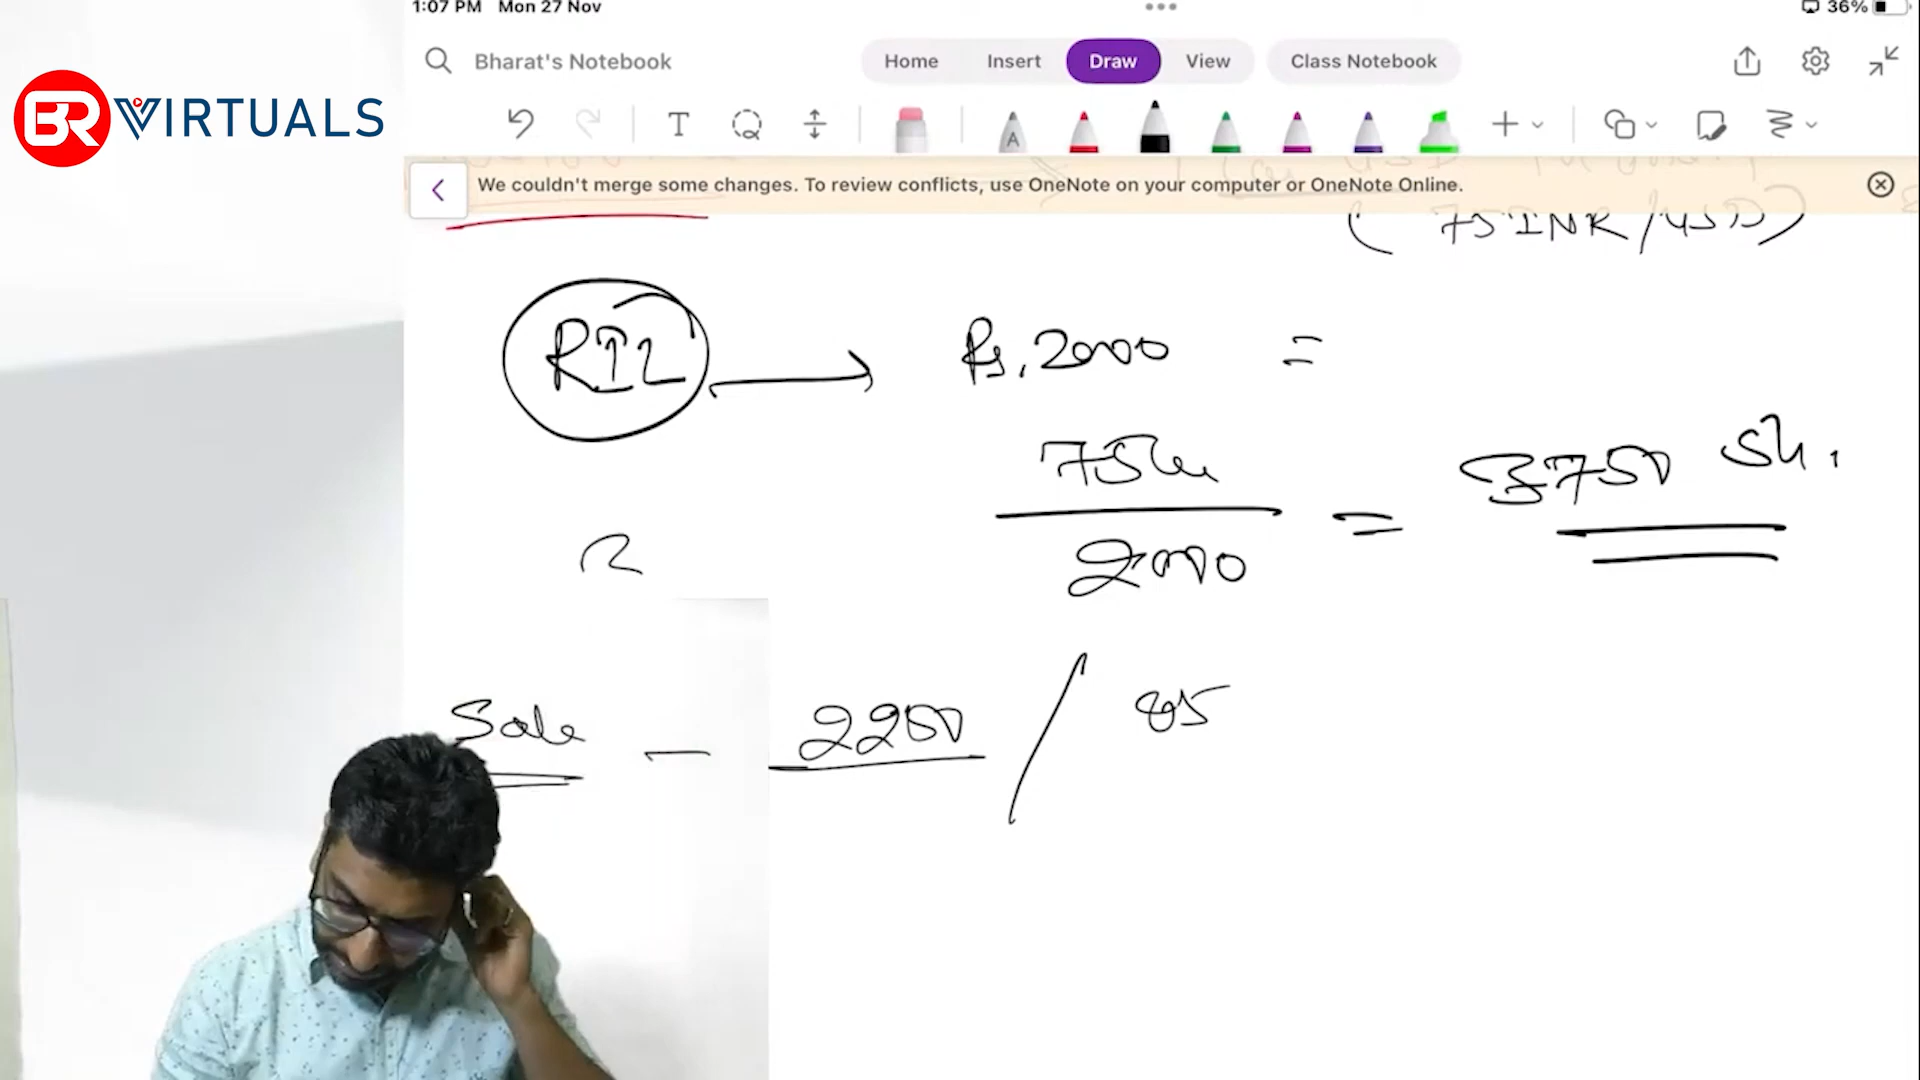 1:07 PM Mon 27 Nov
36%
BR VIRTUALS
Bharat's Notebook
Home Insert Draw View Class Notebook
T
A
We couldn't merge some changes. To review conflicts, use OneNote on your computer or OneNote Online.
( 75 INR/USD)
RIL → Rs. 2000 =
75 / 2000 = 3750 Sh.
R
Sale - 2250 / 85